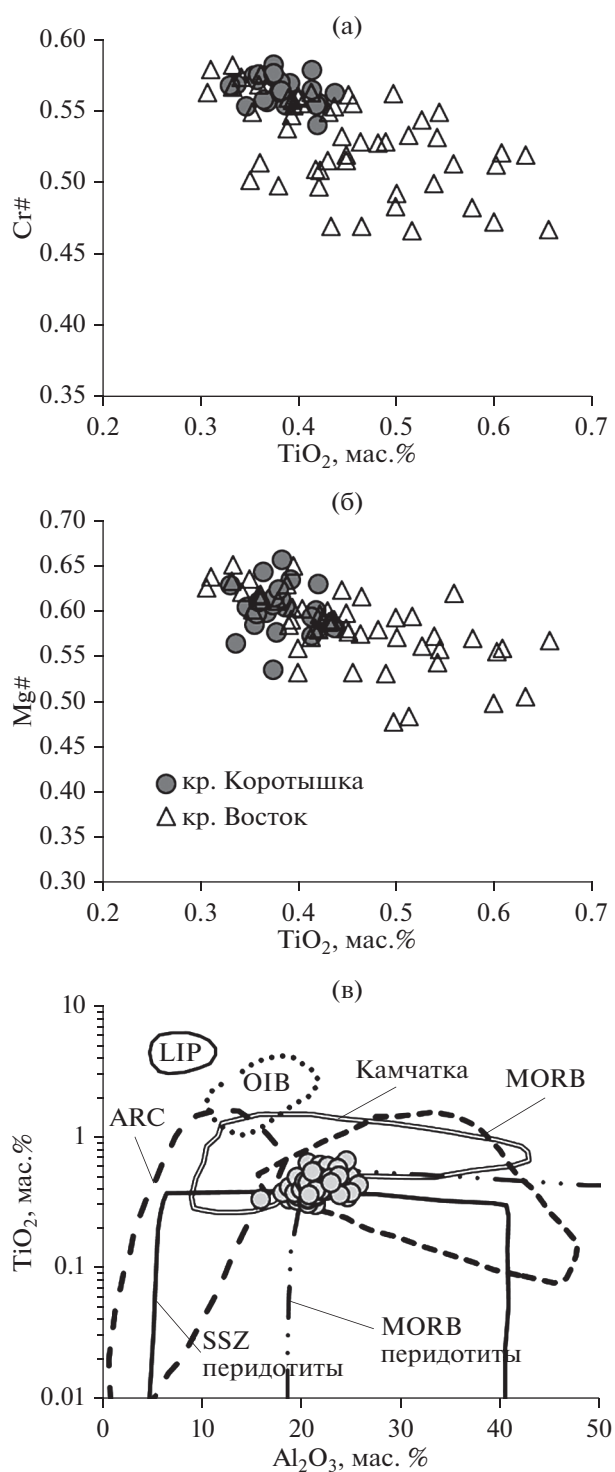 (а)
0.60
0.55
0.50
0.45
0.40
0.35
Cr#
0.2 0.3 0.4 0.5 0.6 0.7
TiO₂, мас.%
(б)
0.70
0.65
0.60
0.55
0.50
0.45
0.40
0.35
0.30
Mg#
кр. Коротышка
кр. Восток
0.2 0.3 0.4 0.5 0.6 0.7
TiO₂, мас.%
(в)
10
1
0.1
0.01
TiO₂, мас.%
LIP
OIB
Камчатка
MORB
ARC
SSZ
перидотиты
MORB
перидотиты
0 10 20 30 40 50
Al₂O₃, мас. %